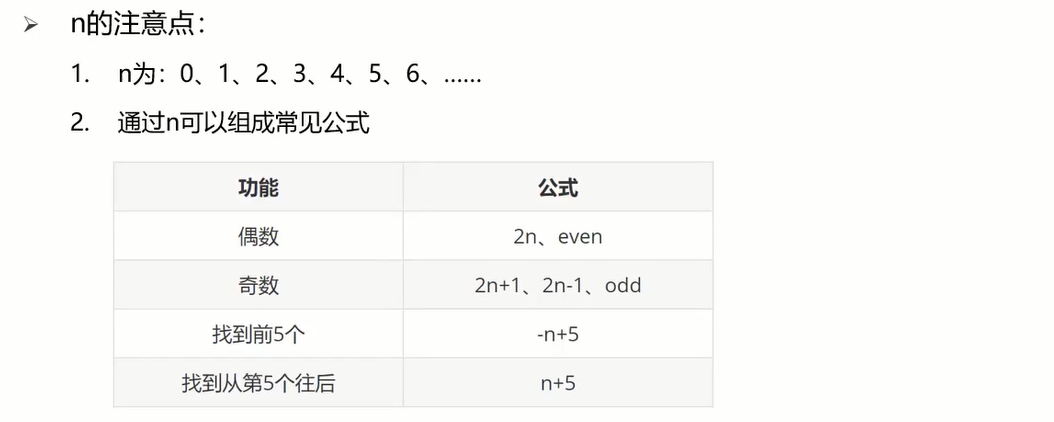 n的注意点：
1. n为：0、1、2、3、4、5、6、……
2. 通过n可以组成常见公式
功能 公式
偶数 2n、even
奇数 2n+1、2n-1、odd
找到前5个 -n+5
找到从第5个往后 n+5